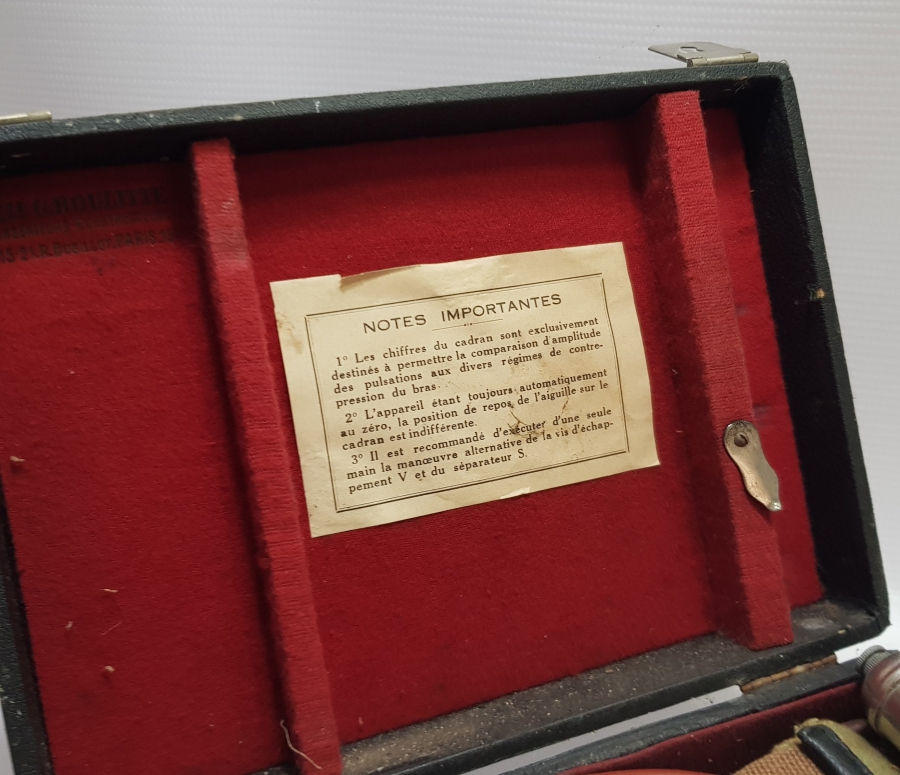 NOTES IMPORTANTES
1° Les chiffres du cadran sont exclusivement
destinés à permettre la comparaison d'amplitude
des pulsations aux divers régimes de contre-
pression du bras.
2° L'appareil étant toujours automatiquement
au zéro, la position de repos de l'aiguille sur le
cadran est indifférente.
3° Il est recommandé d'exécuter d'une seule
main la manœuvre alternative de la vis d'échap-
pement V et du séparateur S.